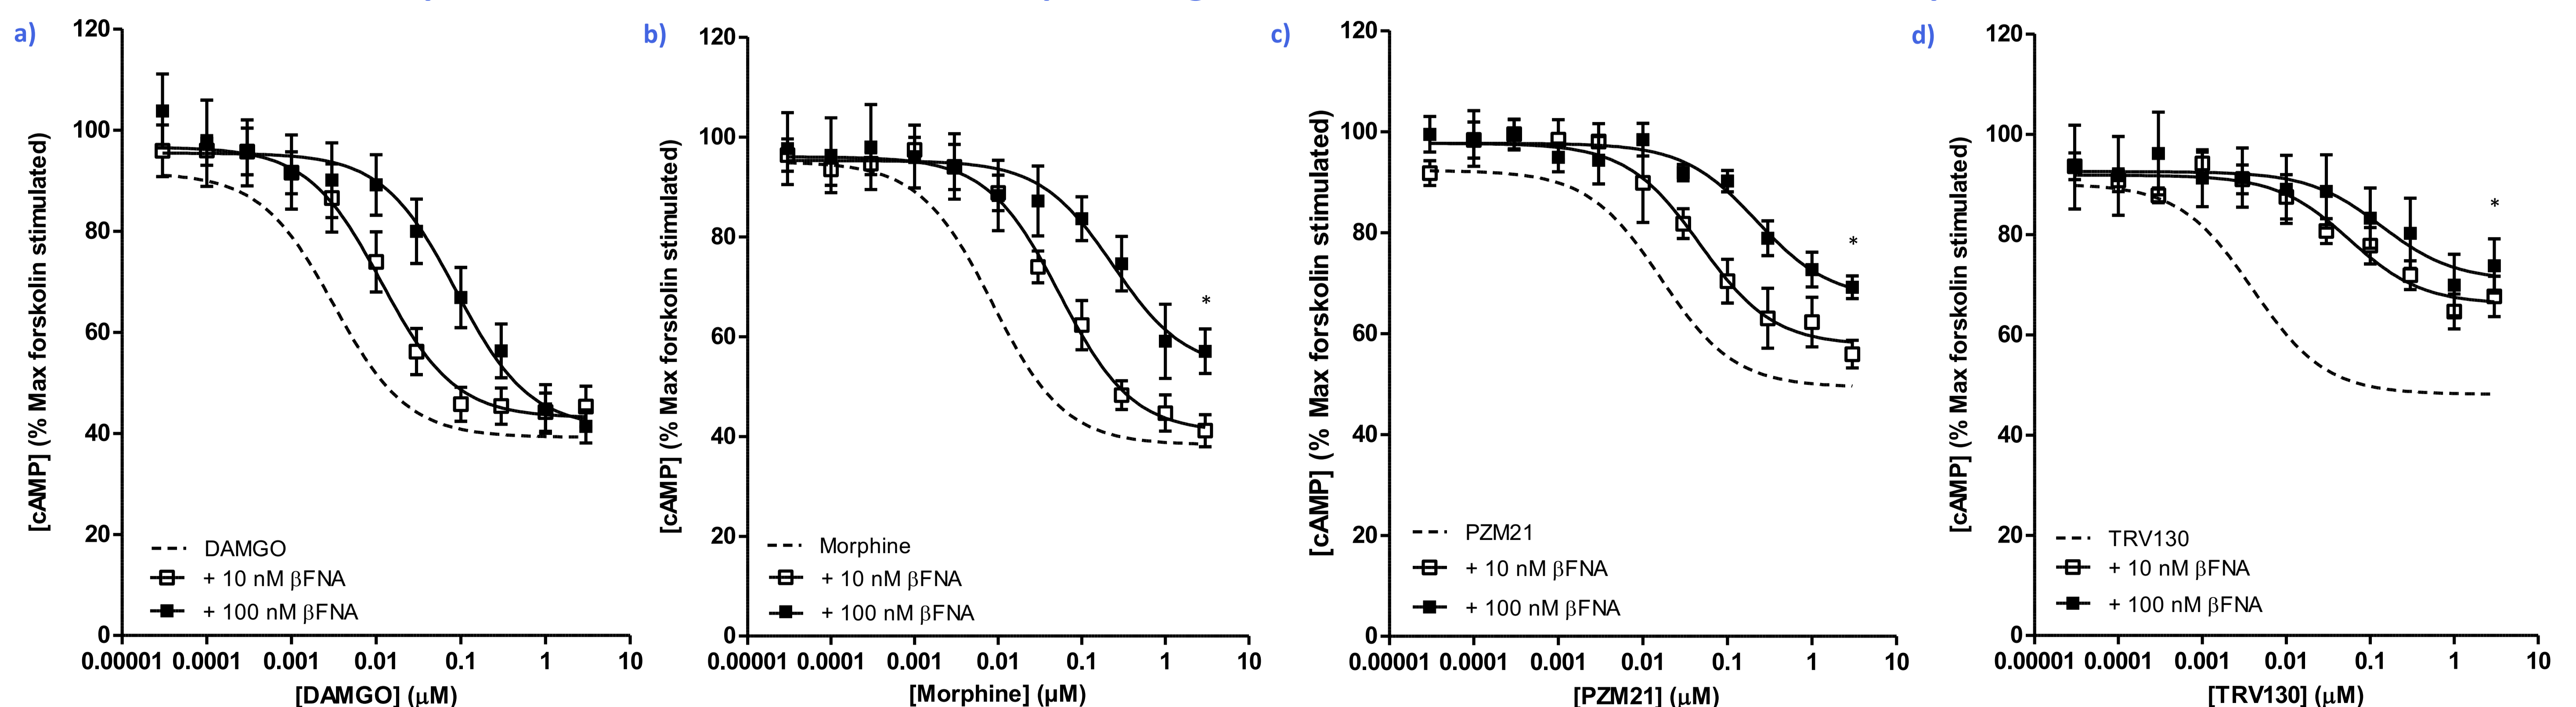 a)
120
100
80
60
40
20
0
[cAMP] (% Max forskolin stimulated)
DAMGO
+ 10 nM βFNA
+ 100 nM βFNA
0.00001 0.0001 0.001 0.01 0.1 1 10
[DAMGO] (μM)
b)
120
100
80
60
40
20
0
[cAMP] (% Max forskolin stimulated)
*
Morphine
+ 10 nM βFNA
+ 100 nM βFNA
0.00001 0.0001 0.001 0.01 0.1 1 10
[Morphine] (μM)
c)
120
100
80
60
40
20
0
[cAMP] (% Max forskolin stimulated)
*
PZM21
+ 10 nM βFNA
+ 100 nM βFNA
0.00001 0.0001 0.001 0.01 0.1 1 10
[PZM21] (μM)
d)
120
100
80
60
40
20
0
[cAMP] (% Max forskolin stimulated)
*
TRV130
+ 10 nM βFNA
+ 100 nM βFNA
0.00001 0.0001 0.001 0.01 0.1 1 10
[TRV130] (μM)